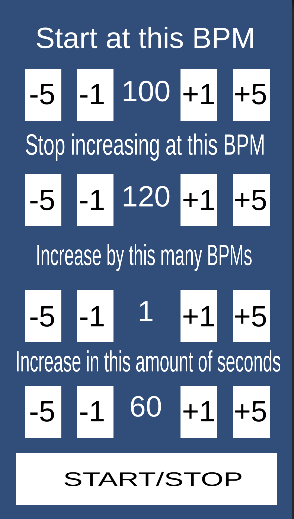 Start at this BPM
-5 -1 100 +1 +5
Stop increasing at this BPM
-5 -1 120 +1 +5
Increase by this many BPMs
-5 -1 1 +1 +5
Increase in this amount of seconds
-5 -1 60 +1 +5
START/STOP